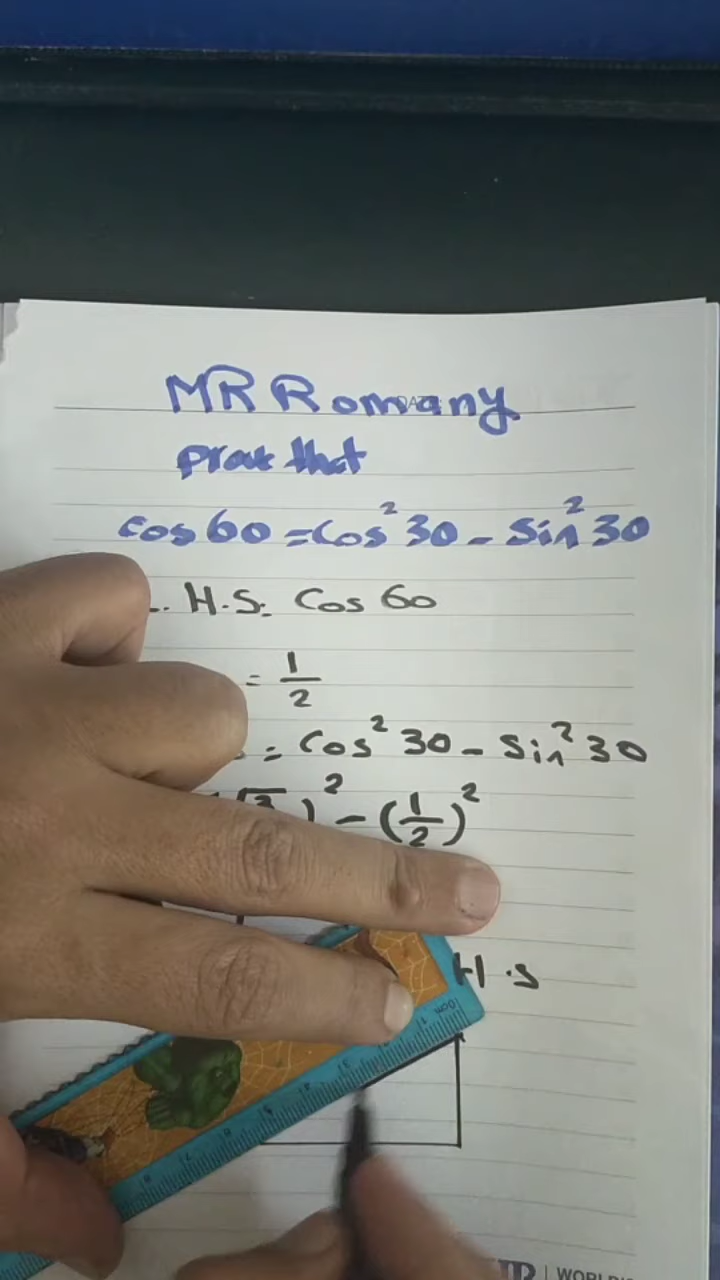 MR Romany
prove that
cos 60 = cos² 30 - sin² 30
L. H.S. Cos 60
= 1/2
= Cos² 30 - Sin² 30
)² - (1/2)²
H.S
WORLD